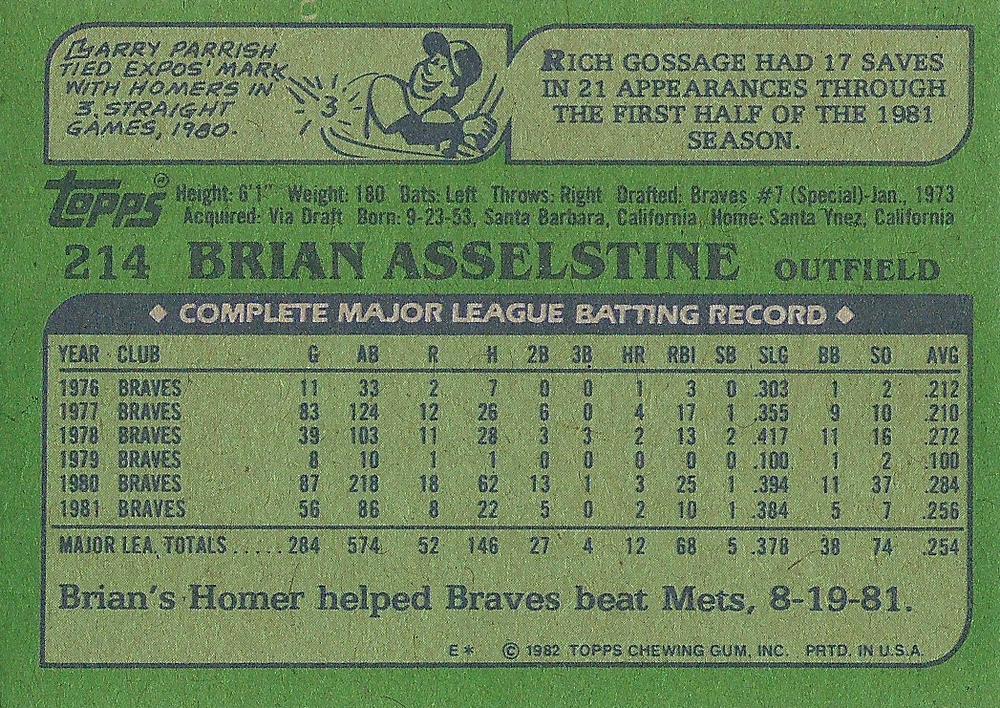 LARRY PARRISH
TIED EXPOS' MARK
WITH HOMERS IN
3 STRAIGHT
GAMES, 1980.
3
RICH GOSSAGE HAD 17 SAVES
IN 21 APPEARANCES THROUGH
THE FIRST HALF OF THE 1981
SEASON.
Topps®
Height: 6'1" Weight: 180 Bats: Left Throws: Right Drafted: Braves #7 (Special)-Jan., 1973
Acquired: Via Draft Born: 9-23-53, Santa Barbara, California Home: Santa Ynez, California
214 BRIAN ASSELSTINE OUTFIELD
◆ COMPLETE MAJOR LEAGUE BATTING RECORD ◆
YEAR CLUB G AB R H 2B 3B HR RBI SB SLG BB SO AVG
1976 BRAVES 11 33 2 7 0 0 1 3 0 .303 1 2 .212
1977 BRAVES 83 124 12 26 6 0 4 17 1 .355 9 10 .210
1978 BRAVES 39 103 11 28 3 3 2 13 2 .417 11 16 .272
1979 BRAVES 8 10 1 1 0 0 0 0 0 .100 1 2 .100
1980 BRAVES 87 218 18 62 13 1 3 25 1 .394 11 37 .284
1981 BRAVES 56 86 8 22 5 0 2 10 1 .384 5 7 .256
MAJOR LEA. TOTALS ..... 284 574 52 146 27 4 12 68 5 .378 38 74 .254
Brian's Homer helped Braves beat Mets, 8-19-81.
E* © 1982 TOPPS CHEWING GUM, INC. PRTD. IN U.S.A.